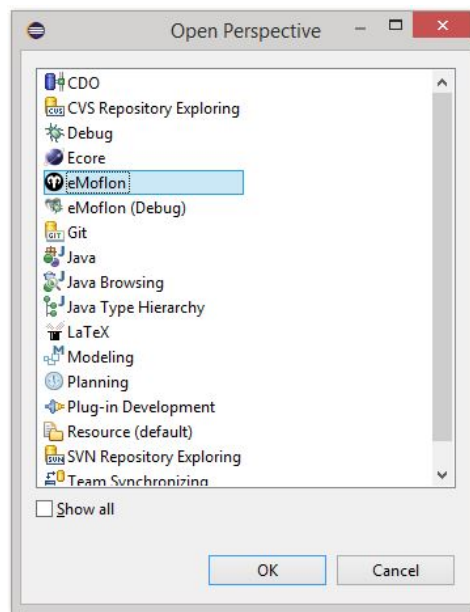 Open Perspective
CDO
CVS Repository Exploring
Debug
Ecore
eMoflon
eMoflon (Debug)
Git
Java
Java Browsing
Java Type Hierarchy
LaTeX
Modeling
Planning
Plug-in Development
Resource (default)
SVN Repository Exploring
Team Synchronizing
Show all
OK
Cancel